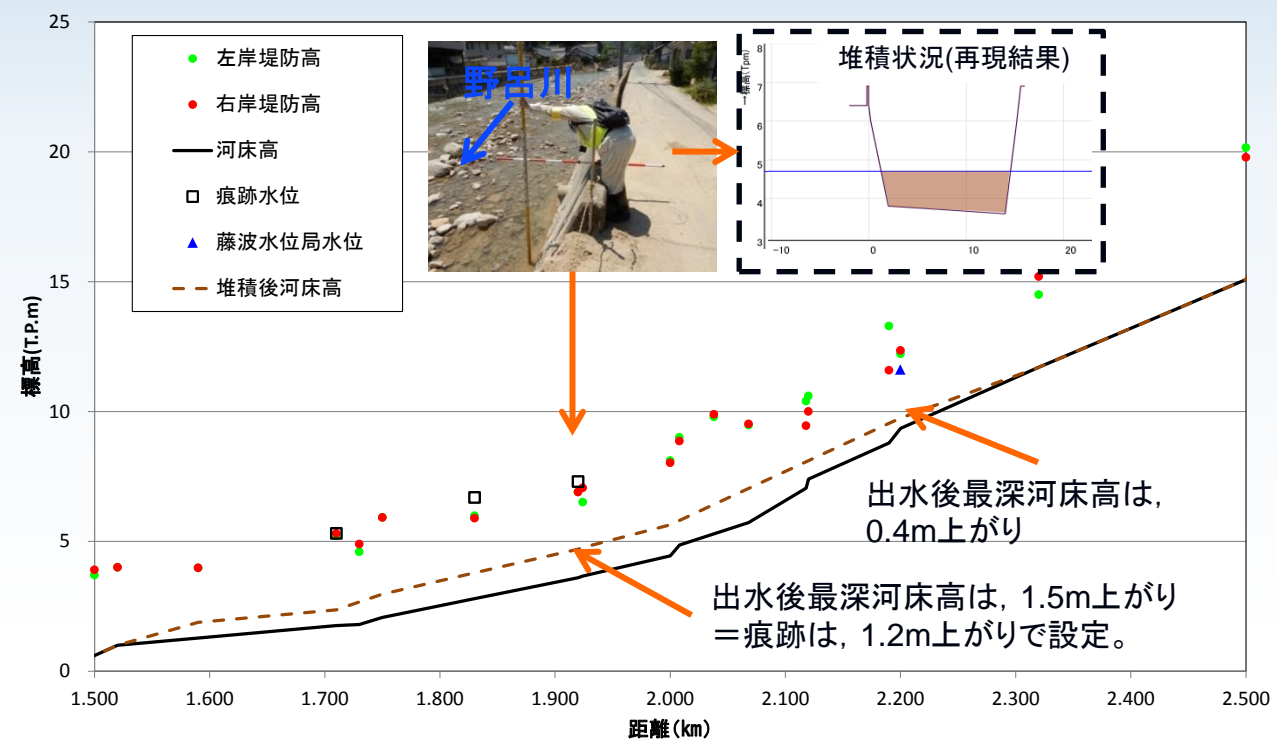 25
20
15
10
5
0
標高(T.P.m)
左岸堤防高
右岸堤防高
河床高
痕跡水位
藤波水位局水位
堆積後河床高
野呂川
堆積状況(再現結果)
→標高(Tpm)
8
7
6
5
4
3
-10
0
10
20
出水後最深河床高は，
0.4m上がり
出水後最深河床高は，1.5m上がり
＝痕跡は，1.2m上がりで設定。
1.500
1.600
1.700
1.800
1.900
2.000
2.100
2.200
2.300
2.400
2.500
距離(km)